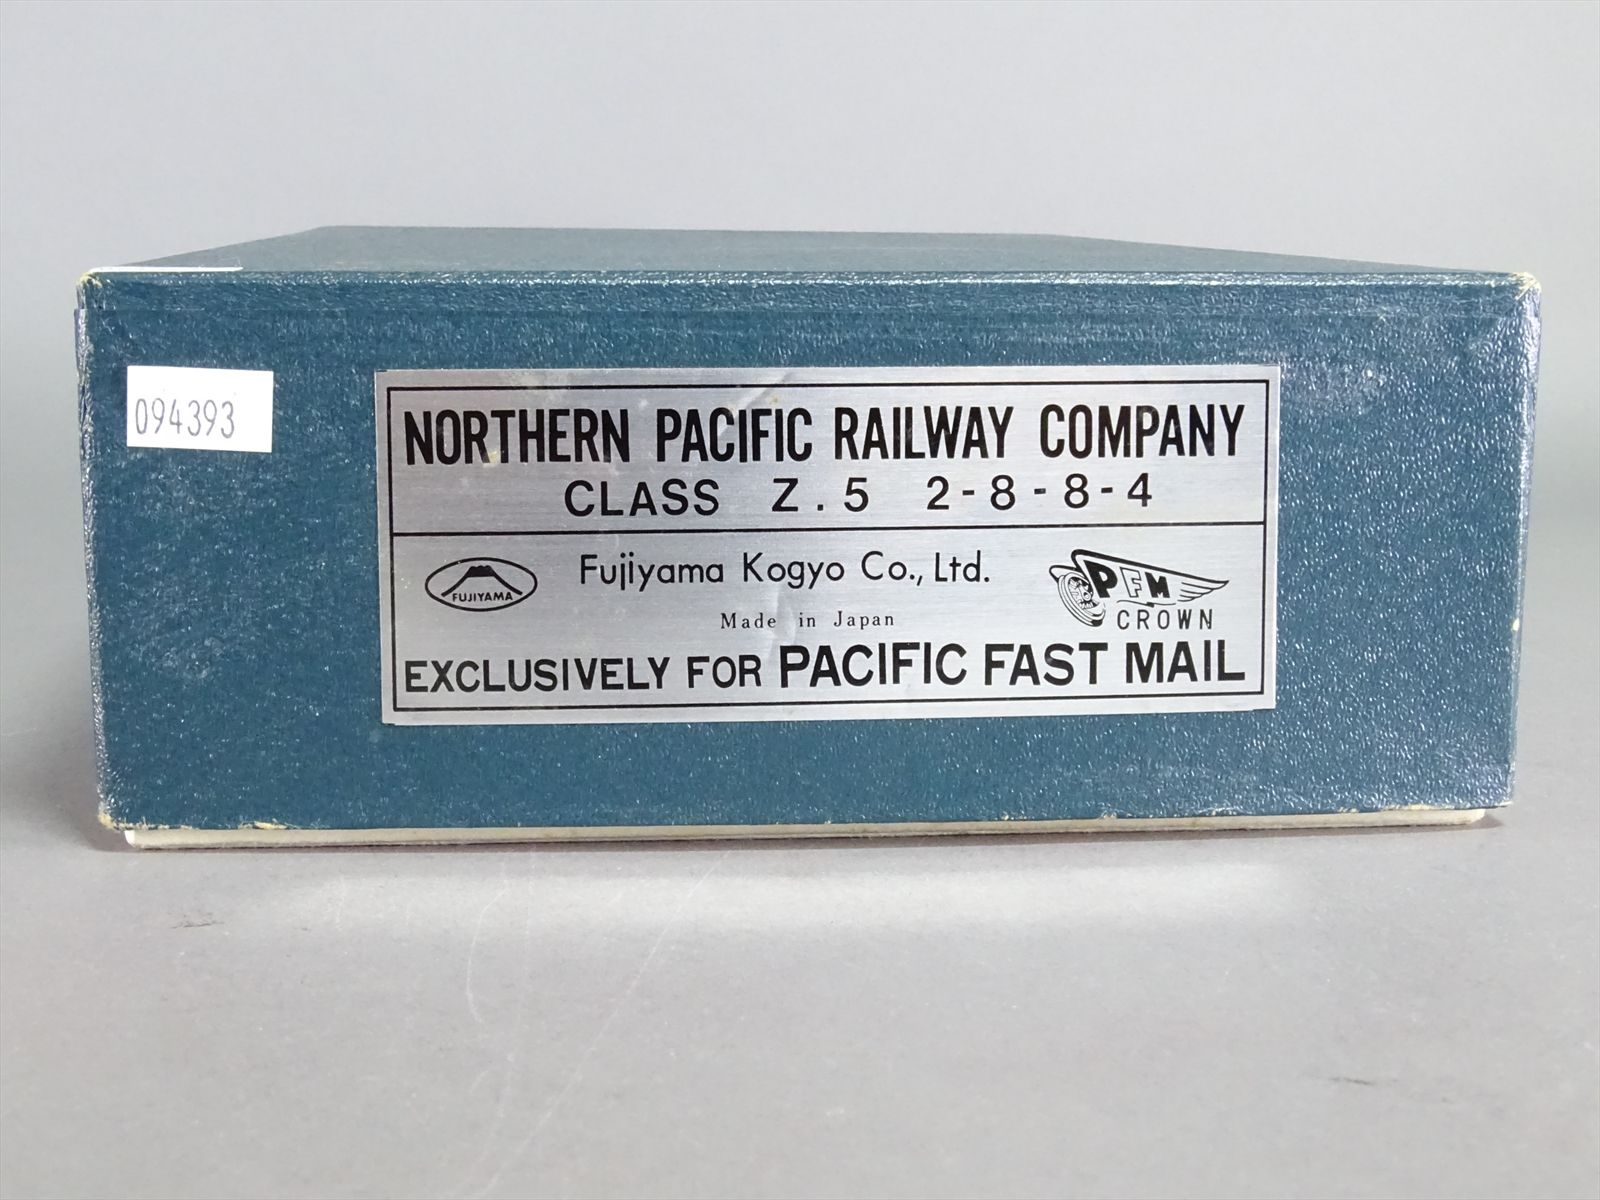 094393
NORTHERN PACIFIC RAILWAY COMPANY
CLASS Z.5 2-8-8-4
FUJIYAMA
Fujiyama Kogyo Co., Ltd.
Made in Japan
PFM
CROWN
EXCLUSIVELY FOR PACIFIC FAST MAIL